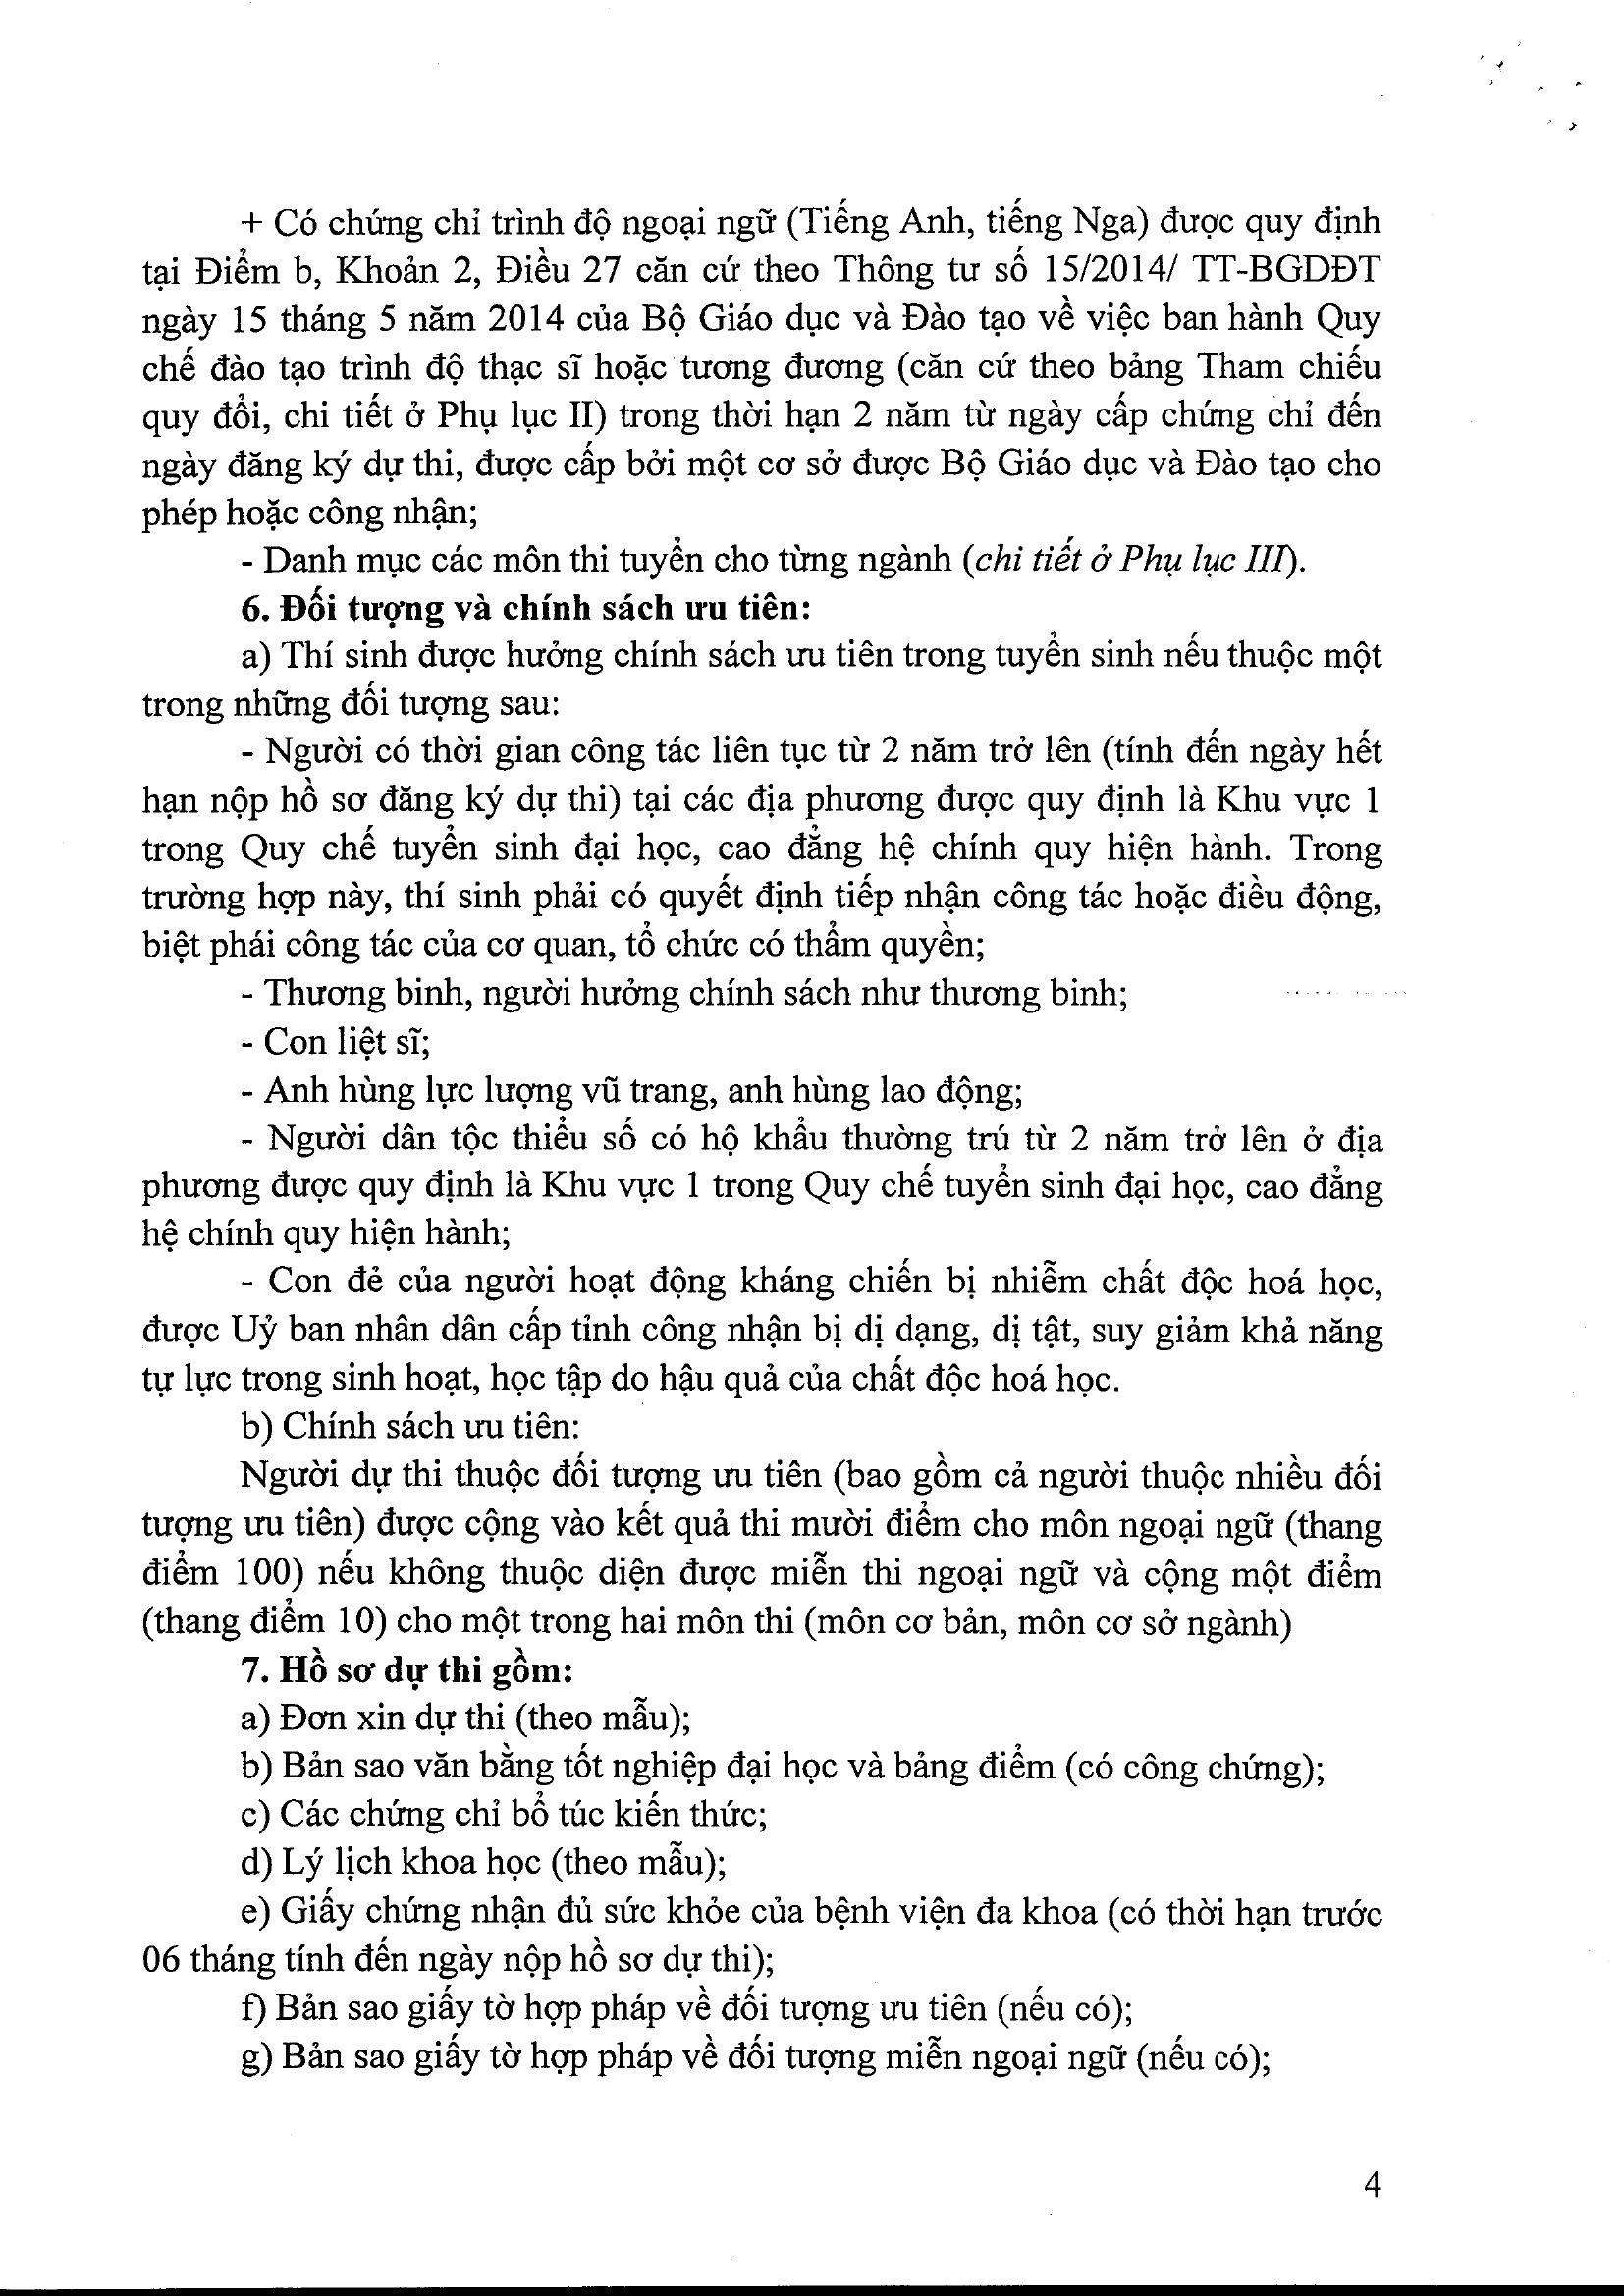 + Có chứng chỉ trình độ ngoại ngữ (Tiếng Anh, tiếng Nga) được quy định
tại Điểm b, Khoản 2, Điều 27 căn cứ theo Thông tư số 15/2014/ TT-BGDĐT
ngày 15 tháng 5 năm 2014 của Bộ Giáo dục và Đào tạo về việc ban hành Quy
chế đào tạo trình độ thạc sĩ hoặc tương đương (căn cứ theo bảng Tham chiếu
quy đổi, chi tiết ở Phụ lục II) trong thời hạn 2 năm từ ngày cấp chứng chỉ đến
ngày đăng ký dự thi, được cấp bởi một cơ sở được Bộ Giáo dục và Đào tạo cho
phép hoặc công nhận;
- Danh mục các môn thi tuyển cho từng ngành (chi tiết ở Phụ lục III).
6. Đối tượng và chính sách ưu tiên:
a) Thí sinh được hưởng chính sách ưu tiên trong tuyển sinh nếu thuộc một
trong những đối tượng sau:
- Người có thời gian công tác liên tục từ 2 năm trở lên (tính đến ngày hết
hạn nộp hồ sơ đăng ký dự thi) tại các địa phương được quy định là Khu vực 1
trong Quy chế tuyển sinh đại học, cao đẳng hệ chính quy hiện hành. Trong
trường hợp này, thí sinh phải có quyết định tiếp nhận công tác hoặc điều động,
biệt phái công tác của cơ quan, tổ chức có thẩm quyền;
- Thương binh, người hưởng chính sách như thương binh;
- Con liệt sĩ;
- Anh hùng lực lượng vũ trang, anh hùng lao động;
- Người dân tộc thiểu số có hộ khẩu thường trú từ 2 năm trở lên ở địa
phương được quy định là Khu vực 1 trong Quy chế tuyển sinh đại học, cao đẳng
hệ chính quy hiện hành;
- Con đẻ của người hoạt động kháng chiến bị nhiễm chất độc hoá học,
được Uỷ ban nhân dân cấp tỉnh công nhận bị dị dạng, dị tật, suy giảm khả năng
tự lực trong sinh hoạt, học tập do hậu quả của chất độc hoá học.
b) Chính sách ưu tiên:
Người dự thi thuộc đối tượng ưu tiên (bao gồm cả người thuộc nhiều đối
tượng ưu tiên) được cộng vào kết quả thi mười điểm cho môn ngoại ngữ (thang
điểm 100) nếu không thuộc diện được miễn thi ngoại ngữ và cộng một điểm
(thang điểm 10) cho một trong hai môn thi (môn cơ bản, môn cơ sở ngành)
7. Hồ sơ dự thi gồm:
a) Đơn xin dự thi (theo mẫu);
b) Bản sao văn bằng tốt nghiệp đại học và bảng điểm (có công chứng);
c) Các chứng chỉ bổ túc kiến thức;
d) Lý lịch khoa học (theo mẫu);
e) Giấy chứng nhận đủ sức khỏe của bệnh viện đa khoa (có thời hạn trước
06 tháng tính đến ngày nộp hồ sơ dự thi);
f) Bản sao giấy tờ hợp pháp về đối tượng ưu tiên (nếu có);
g) Bản sao giấy tờ hợp pháp về đối tượng miễn ngoại ngữ (nếu có);
4